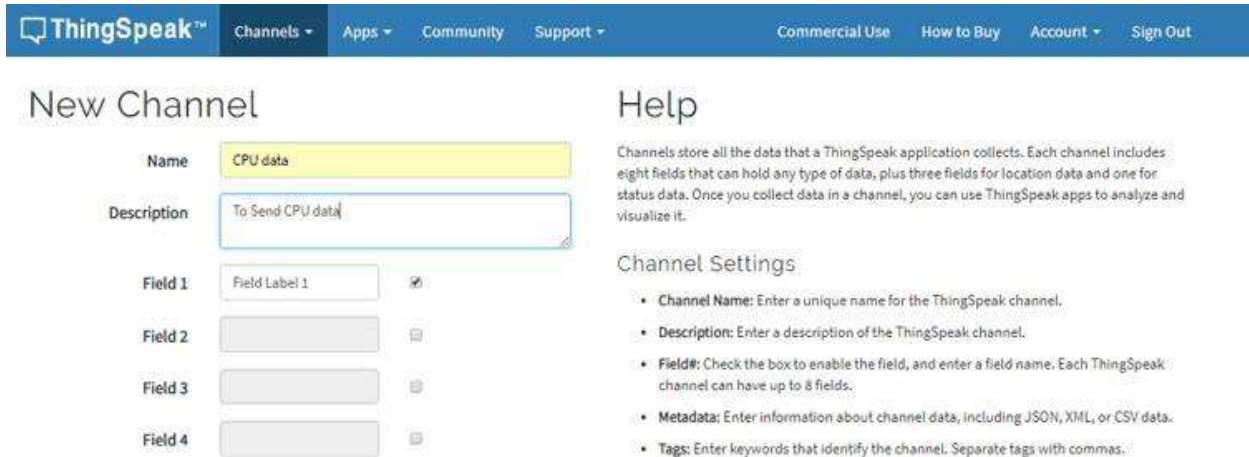 ThingSpeak™ Channels Apps Community Support Commercial Use How to Buy Account Sign Out
New Channel
Name CPU data
Description To Send CPU data
Field 1 Field Label 1
Field 2
Field 3
Field 4
Help
Channels store all the data that a ThingSpeak application collects. Each channel includes
eight fields that can hold any type of data, plus three fields for location data and one for
status data. Once you collect data in a channel, you can use ThingSpeak apps to analyze and
visualize it.
Channel Settings
• Channel Name: Enter a unique name for the ThingSpeak channel.
• Description: Enter a description of the ThingSpeak channel.
• Field#: Check the box to enable the field, and enter a field name. Each ThingSpeak
channel can have up to 8 fields.
• Metadata: Enter information about channel data, including JSON, XML, or CSV data.
• Tags: Enter keywords that identify the channel. Separate tags with commas.